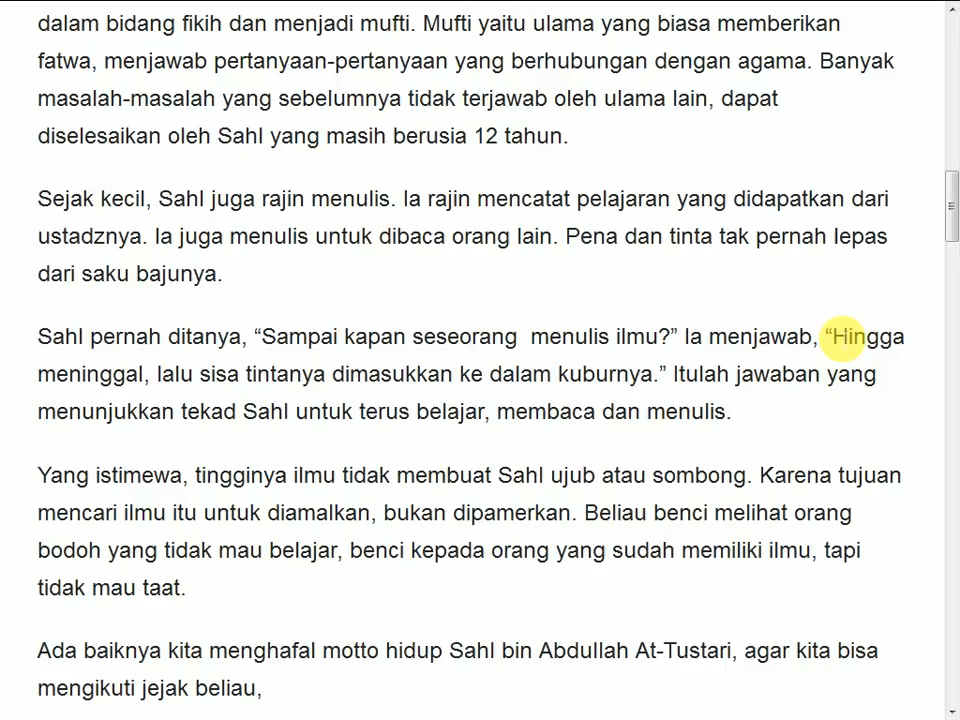 dalam bidang fikih dan menjadi mufti. Mufti yaitu ulama yang biasa memberikan
fatwa, menjawab pertanyaan-pertanyaan yang berhubungan dengan agama. Banyak
masalah-masalah yang sebelumnya tidak terjawab oleh ulama lain, dapat
diselesaikan oleh Sahl yang masih berusia 12 tahun.
Sejak kecil, Sahl juga rajin menulis. Ia rajin mencatat pelajaran yang didapatkan dari
ustadznya. Ia juga menulis untuk dibaca orang lain. Pena dan tinta tak pernah lepas
dari saku bajunya.
Sahl pernah ditanya, “Sampai kapan seseorang  menulis ilmu?” Ia menjawab, “Hingga
meninggal, lalu sisa tintanya dimasukkan ke dalam kuburnya.” Itulah jawaban yang
menunjukkan tekad Sahl untuk terus belajar, membaca dan menulis.
Yang istimewa, tingginya ilmu tidak membuat Sahl ujub atau sombong. Karena tujuan
mencari ilmu itu untuk diamalkan, bukan dipamerkan. Beliau benci melihat orang
bodoh yang tidak mau belajar, benci kepada orang yang sudah memiliki ilmu, tapi
tidak mau taat.
Ada baiknya kita menghafal motto hidup Sahl bin Abdullah At-Tustari, agar kita bisa
mengikuti jejak beliau,